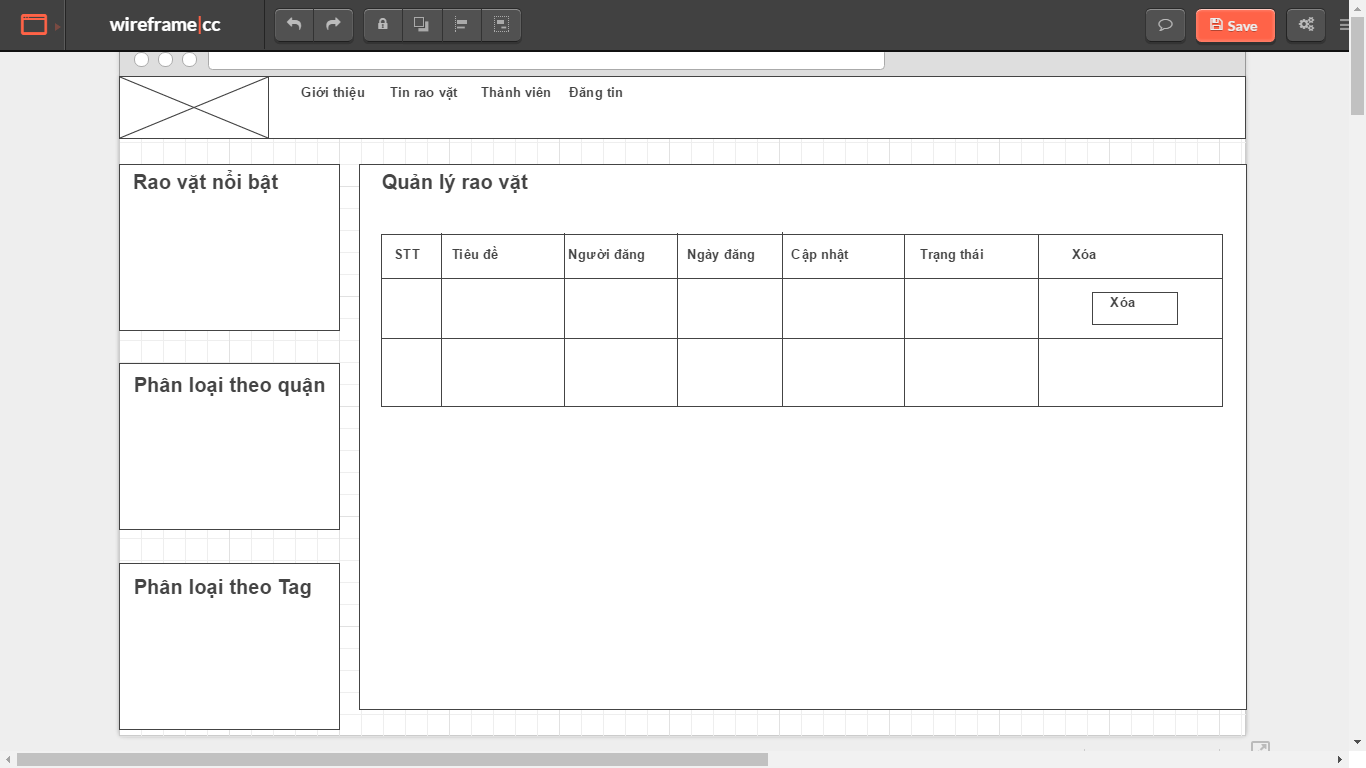 wireframe|cc
Save
Giới thiệu Tin rao vặt Thành viên Đăng tin
Rao vặt nổi bật
Quản lý rao vặt
STT Tiêu đề Người đăng Ngày đăng Cập nhật Trạng thái Xóa
Xóa
Phân loại theo quận
Phân loại theo Tag